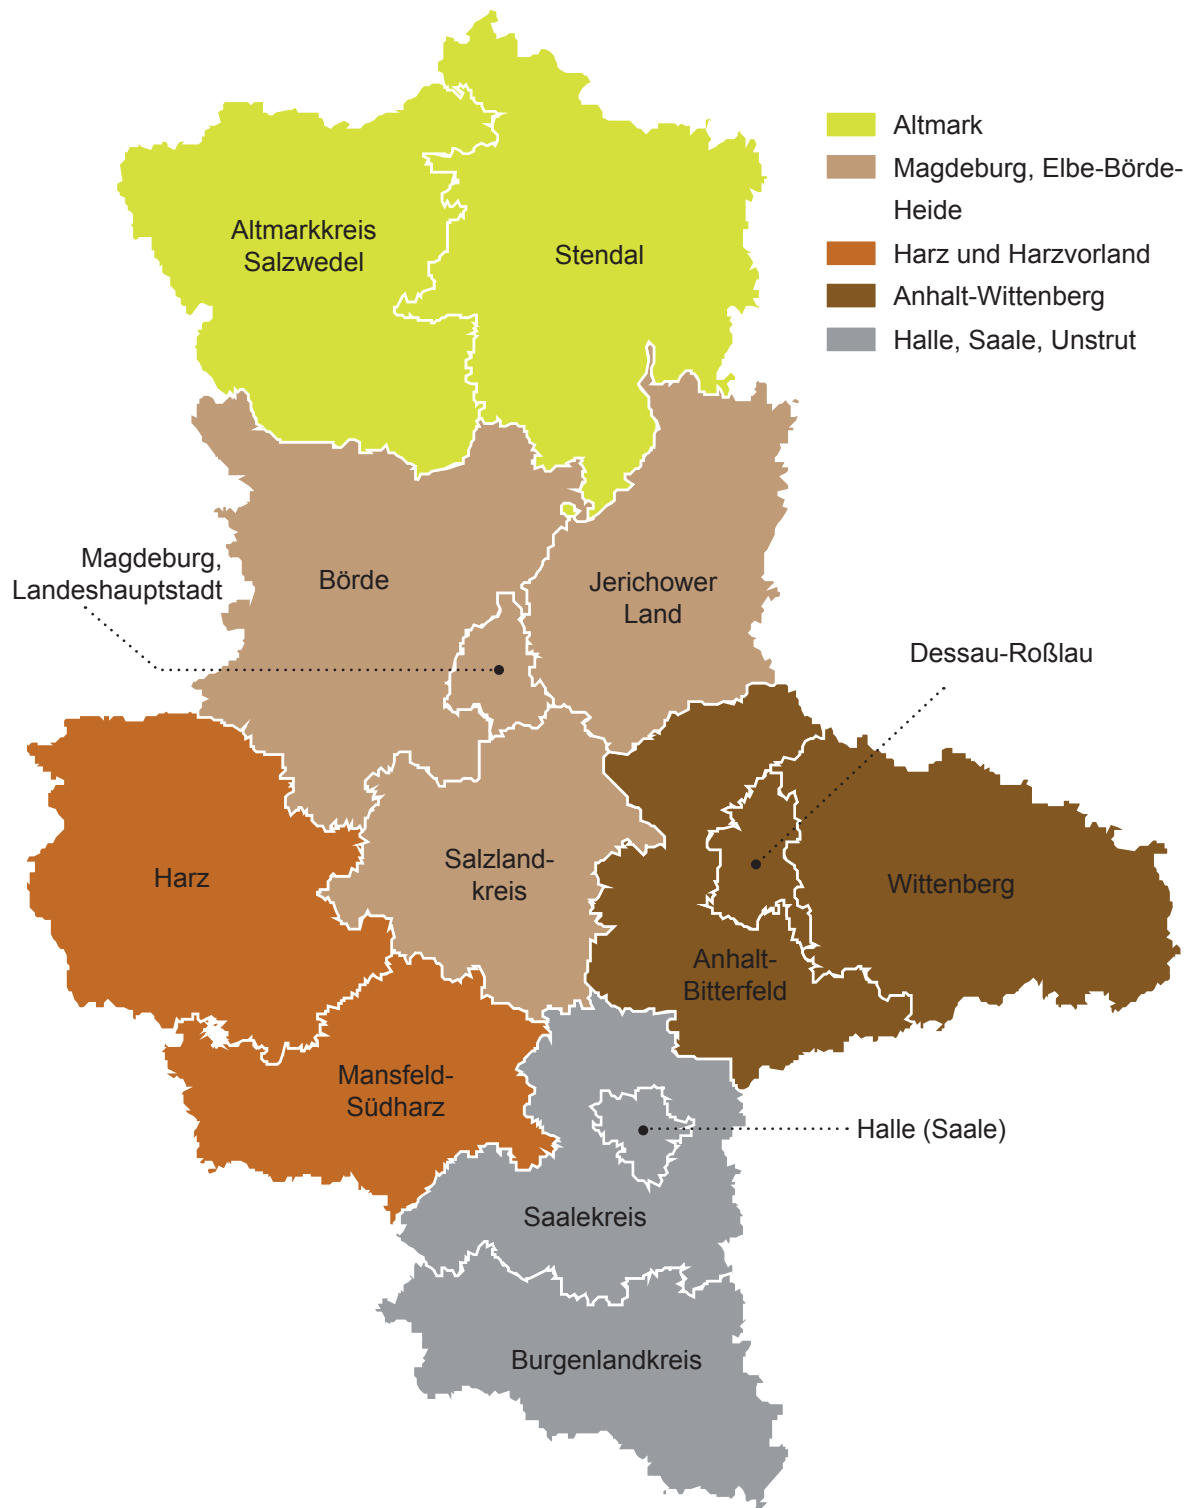 Altmark
Magdeburg, Elbe-Börde-
Heide
Harz und Harzvorland
Anhalt-Wittenberg
Halle, Saale, Unstrut
Altmarkkreis
Salzwedel
Stendal
Magdeburg,
Landeshauptstadt
Börde
Jerichower
Land
Dessau-Roßlau
Harz
Salzland-
kreis
Wittenberg
Anhalt-
Bitterfeld
Mansfeld-
Südharz
Halle (Saale)
Saalekreis
Burgenlandkreis